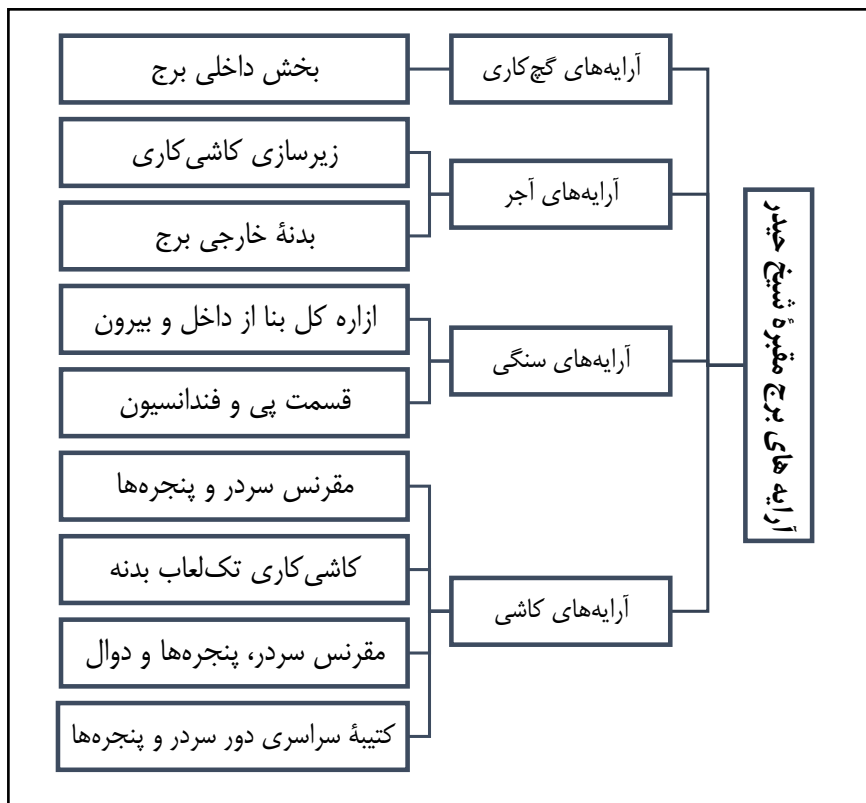 آرایه های برج مقبرهٔ شیخ حیدر
آرایه‌های گچ‌کاری
بخش داخلی برج
آرایه‌های آجر
زیرسازی کاشی‌کاری
بدنهٔ خارجی برج
آرایه‌های سنگی
ازاره کل بنا از داخل و بیرون
قسمت پی و فندانسیون
آرایه‌های کاشی
مقرنس سردر و پنجره‌ها
کاشی‌کاری تک‌لعاب بدنه
مقرنس سردر، پنجره‌ها و دوال
کتیبهٔ سراسری دور سردر و پنجره‌ها